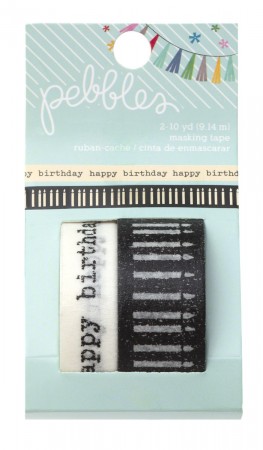 pebbles
2-10 yd (9.14 m)
masking tape
ruban-cache / cinta de enmascarar
happy birthday happy birthday happy
happy birthday